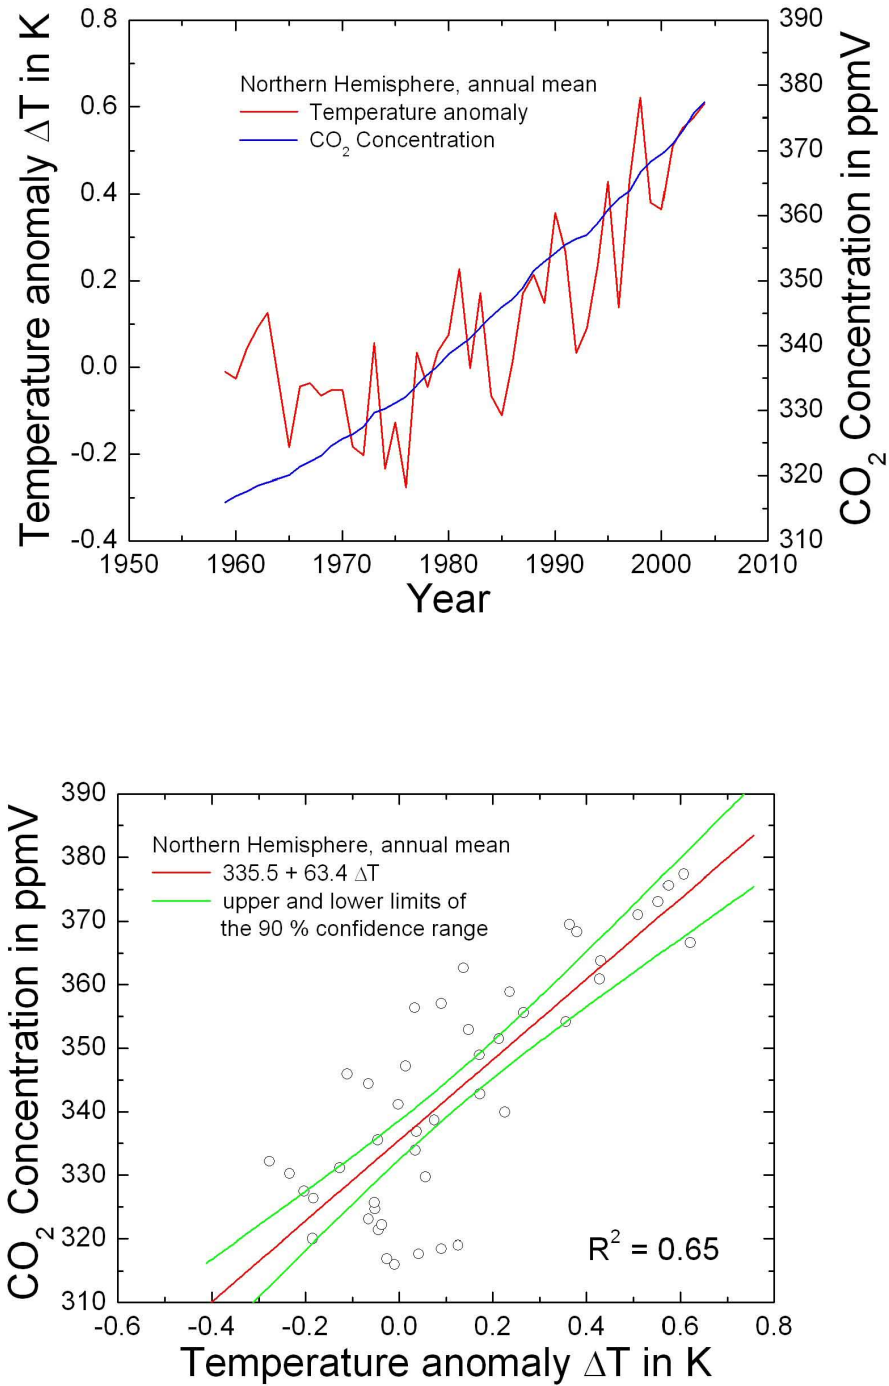 Temperature anomaly ΔT in K
0.8
0.6
0.4
0.2
0.0
-0.2
-0.4
Northern Hemisphere, annual mean
Temperature anomaly
CO₂ Concentration
390
380
370
360
350
340
330
320
310
CO₂ Concentration in ppmV
1950 1960 1970 1980 1990 2000 2010
Year
CO₂ Concentration in ppmV
390
380
370
360
350
340
330
320
310
Northern Hemisphere, annual mean
335.5 + 63.4 ΔT
upper and lower limits of
the 90 % confidence range
R² = 0.65
-0.6 -0.4 -0.2 0.0 0.2 0.4 0.6 0.8
Temperature anomaly ΔT in K